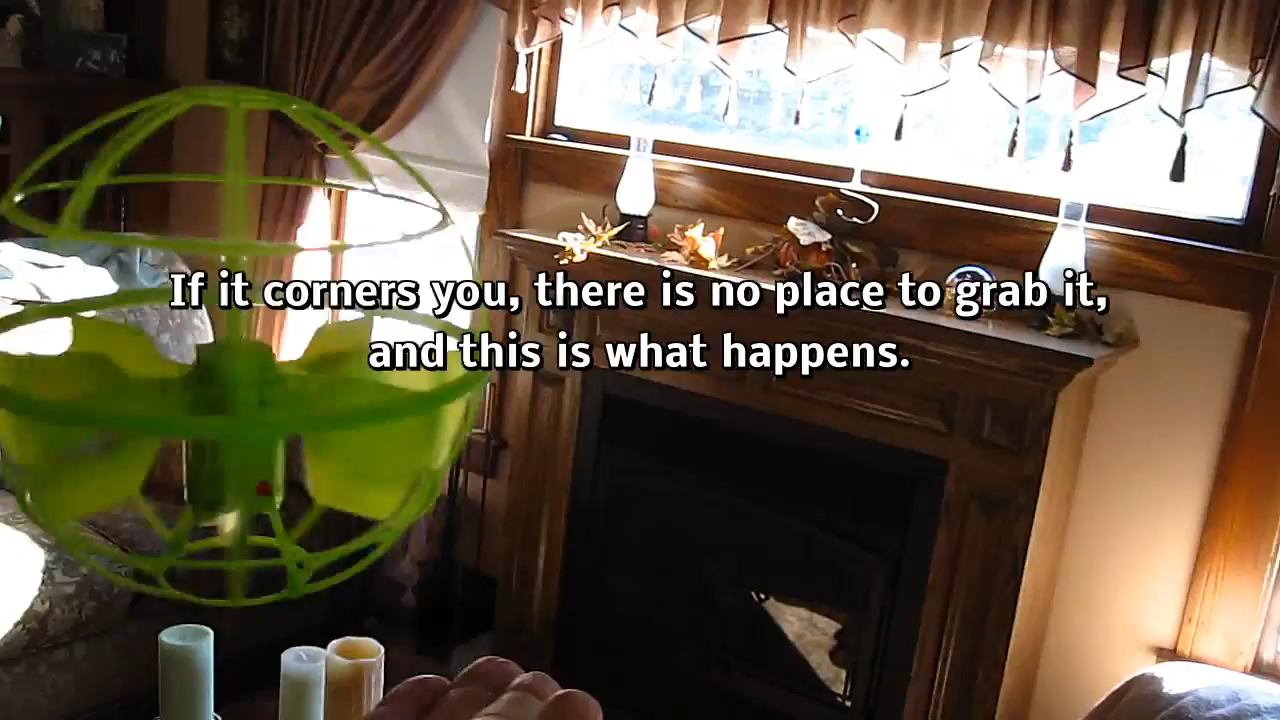 If it corners you, there is no place to grab it,
and this is what happens.